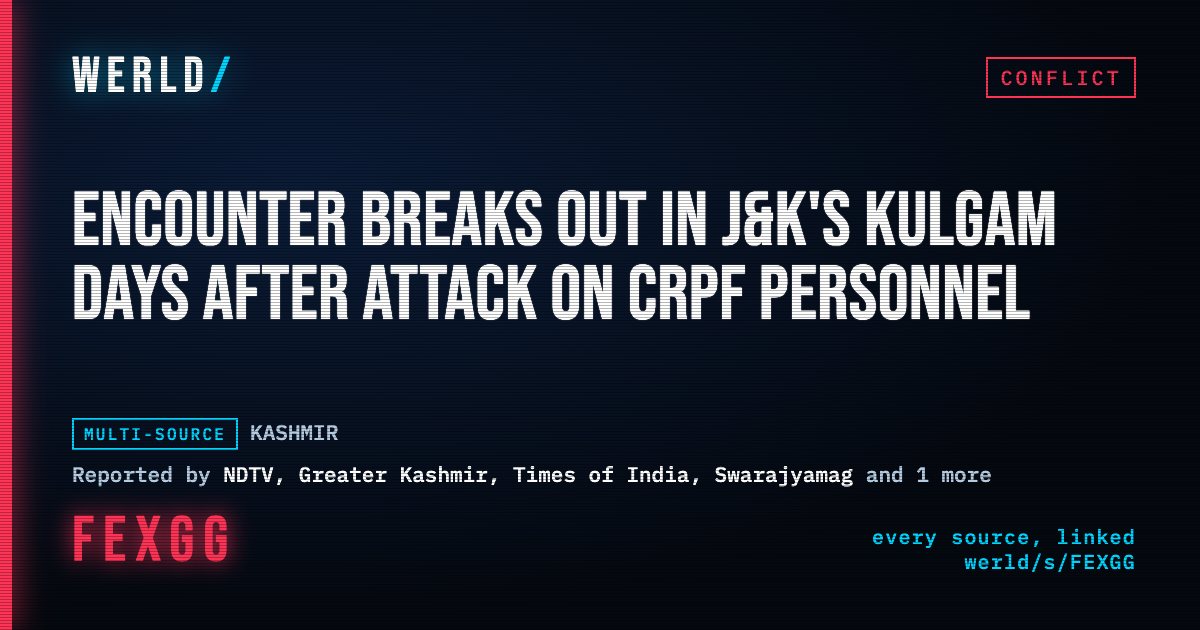 WERLD/
CONFLICT
ENCOUNTER BREAKS OUT IN J&K'S KULGAM
DAYS AFTER ATTACK ON CRPF PERSONNEL
MULTI-SOURCE KASHMIR
Reported by NDTV, Greater Kashmir, Times of India, Swarajyamag and 1 more
FEXGG
every source, linked
werld/s/FEXGG